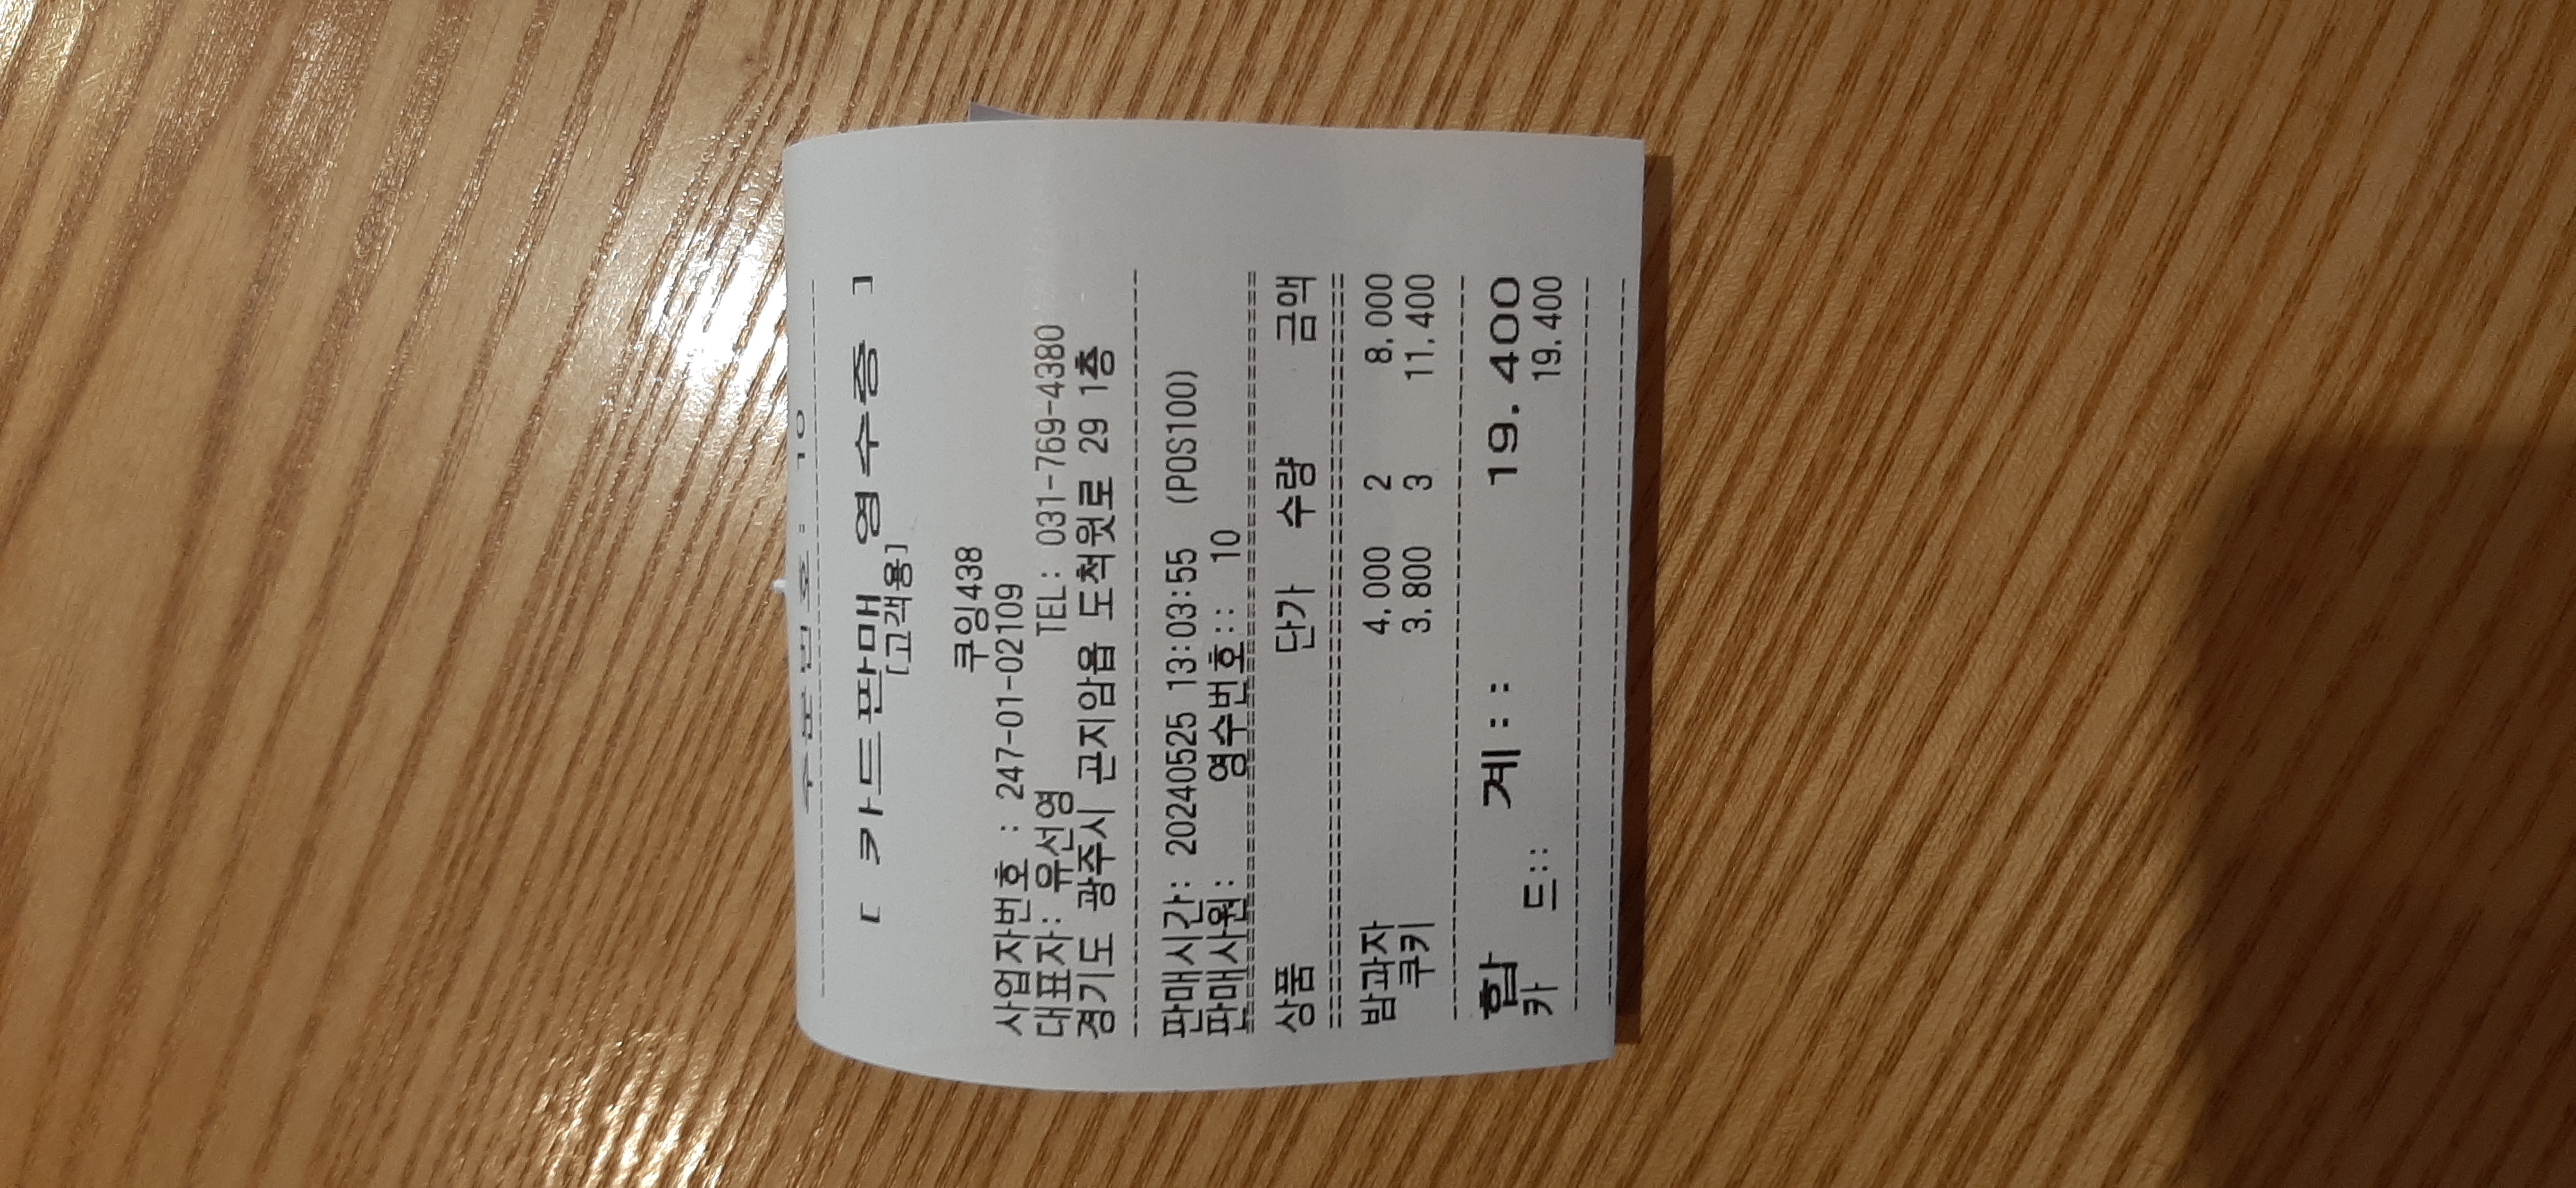 주문번호: 10
[ 카드판매 영수증 ]
[고객용]
쿠잉438
사업자번호 : 247-01-02109
대표자: 유선영 TEL: 031-769-4380
경기도 광주시 곤지암읍 도척윗로 29 1층
판매시간: 20240525 13:03:55 (POS100)
판매사원: 영수번호:: 10
상품 단가 수량 금액
밤과자 4,000 2 8,000
쿠키 3,800 3 11,400
합 계:: 19,400
카 드:: 19,400